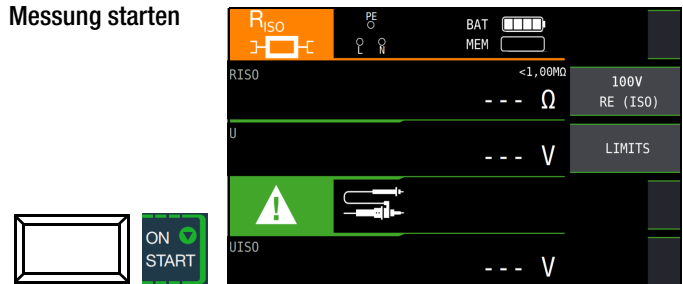 Messung starten
RISO
PE
L N
BAT
MEM
RISO
<1,00MΩ
--- Ω
100V
RE (ISO)
U
--- V
LIMITS
ON
START
UISO
--- V